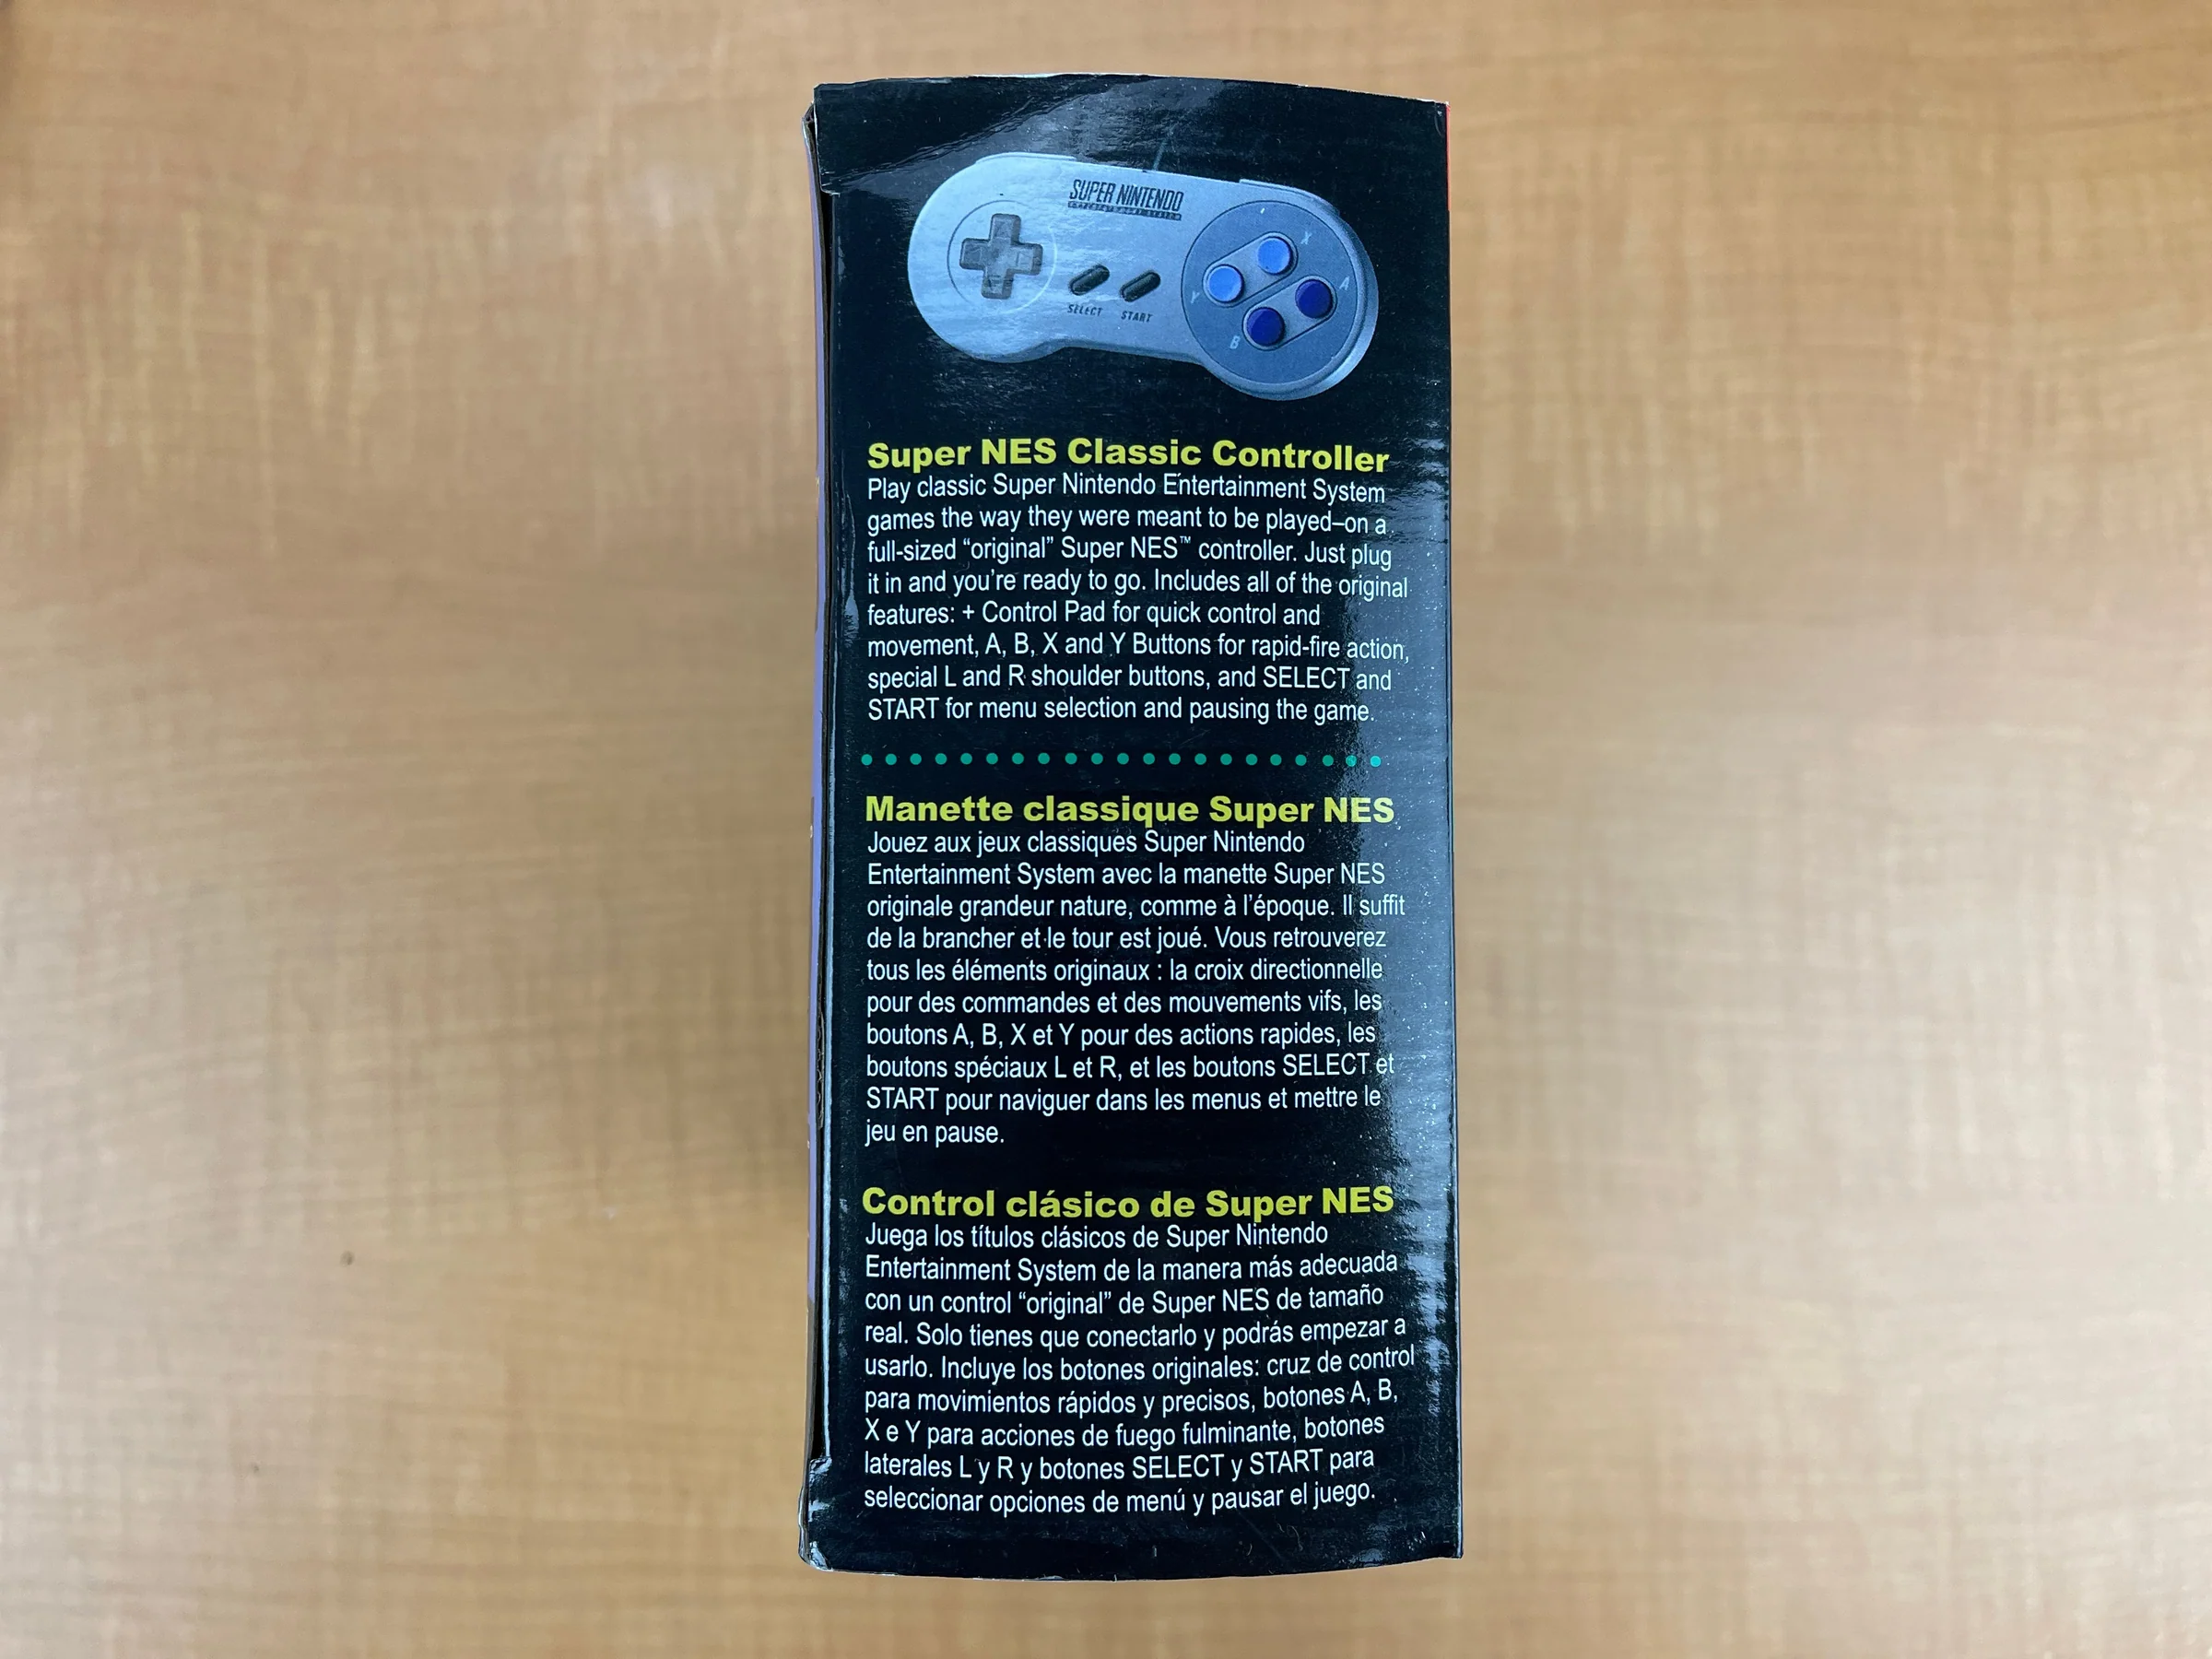 SUPER NINTENDO
ENTERTAINMENT SYSTEM
X
Y
A
B
SELECT START
Super NES Classic Controller
Play classic Super Nintendo Entertainment System
games the way they were meant to be played–on a
full-sized “original” Super NES™ controller. Just plug
it in and you’re ready to go. Includes all of the original
features: + Control Pad for quick control and
movement, A, B, X and Y Buttons for rapid-fire action,
special L and R shoulder buttons, and SELECT and
START for menu selection and pausing the game.
Manette classique Super NES
Jouez aux jeux classiques Super Nintendo
Entertainment System avec la manette Super NES
originale grandeur nature, comme à l’époque. Il suffit
de la brancher et le tour est joué. Vous retrouverez
tous les éléments originaux : la croix directionnelle
pour des commandes et des mouvements vifs, les
boutons A, B, X et Y pour des actions rapides, les
boutons spéciaux L et R, et les boutons SELECT et
START pour naviguer dans les menus et mettre le
jeu en pause.
Control clásico de Super NES
Juega los títulos clásicos de Super Nintendo
Entertainment System de la manera más adecuada
con un control “original” de Super NES de tamaño
real. Solo tienes que conectarlo y podrás empezar a
usarlo. Incluye los botones originales: cruz de control
para movimientos rápidos y precisos, botones A, B,
X e Y para acciones de fuego fulminante, botones
laterales L y R y botones SELECT y START para
seleccionar opciones de menú y pausar el juego.